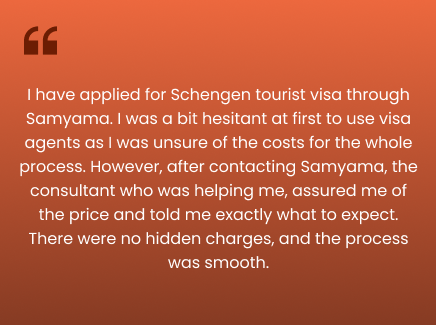 I have applied for Schengen tourist visa through
Samyama. I was a bit hesitant at first to use visa
agents as I was unsure of the costs for the whole
process. However, after contacting Samyama, the
consultant who was helping me, assured me of
the price and told me exactly what to expect.
There were no hidden charges, and the process
was smooth.